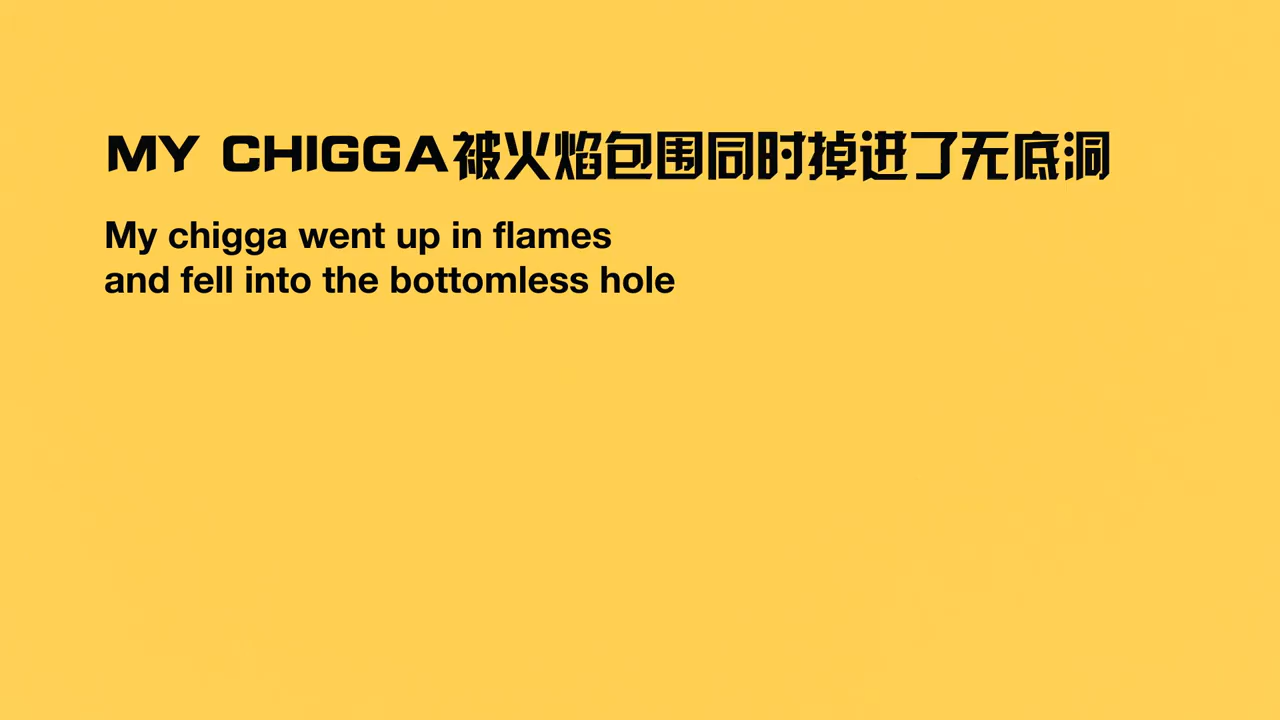 MY CHIGGA被火焰包围同时掉进了无底洞
My chigga went up in flames
and fell into the bottomless hole